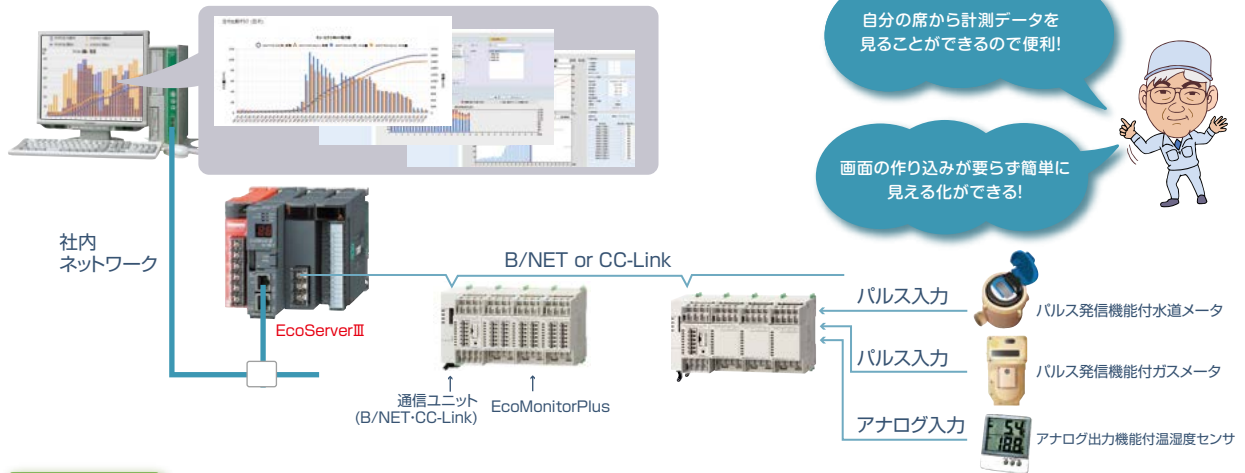 自分の席から計測データを
見ることができるので便利!
画面の作り込みが要らず簡単に
見える化ができる!
社内
ネットワーク
EcoServerⅢ
B/NET or CC-Link
通信ユニット
(B/NET･CC-Link)
EcoMonitorPlus
パルス入力
パルス発信機能付水道メータ
パルス入力
パルス発信機能付ガスメータ
アナログ入力
アナログ出力機能付温湿度センサ